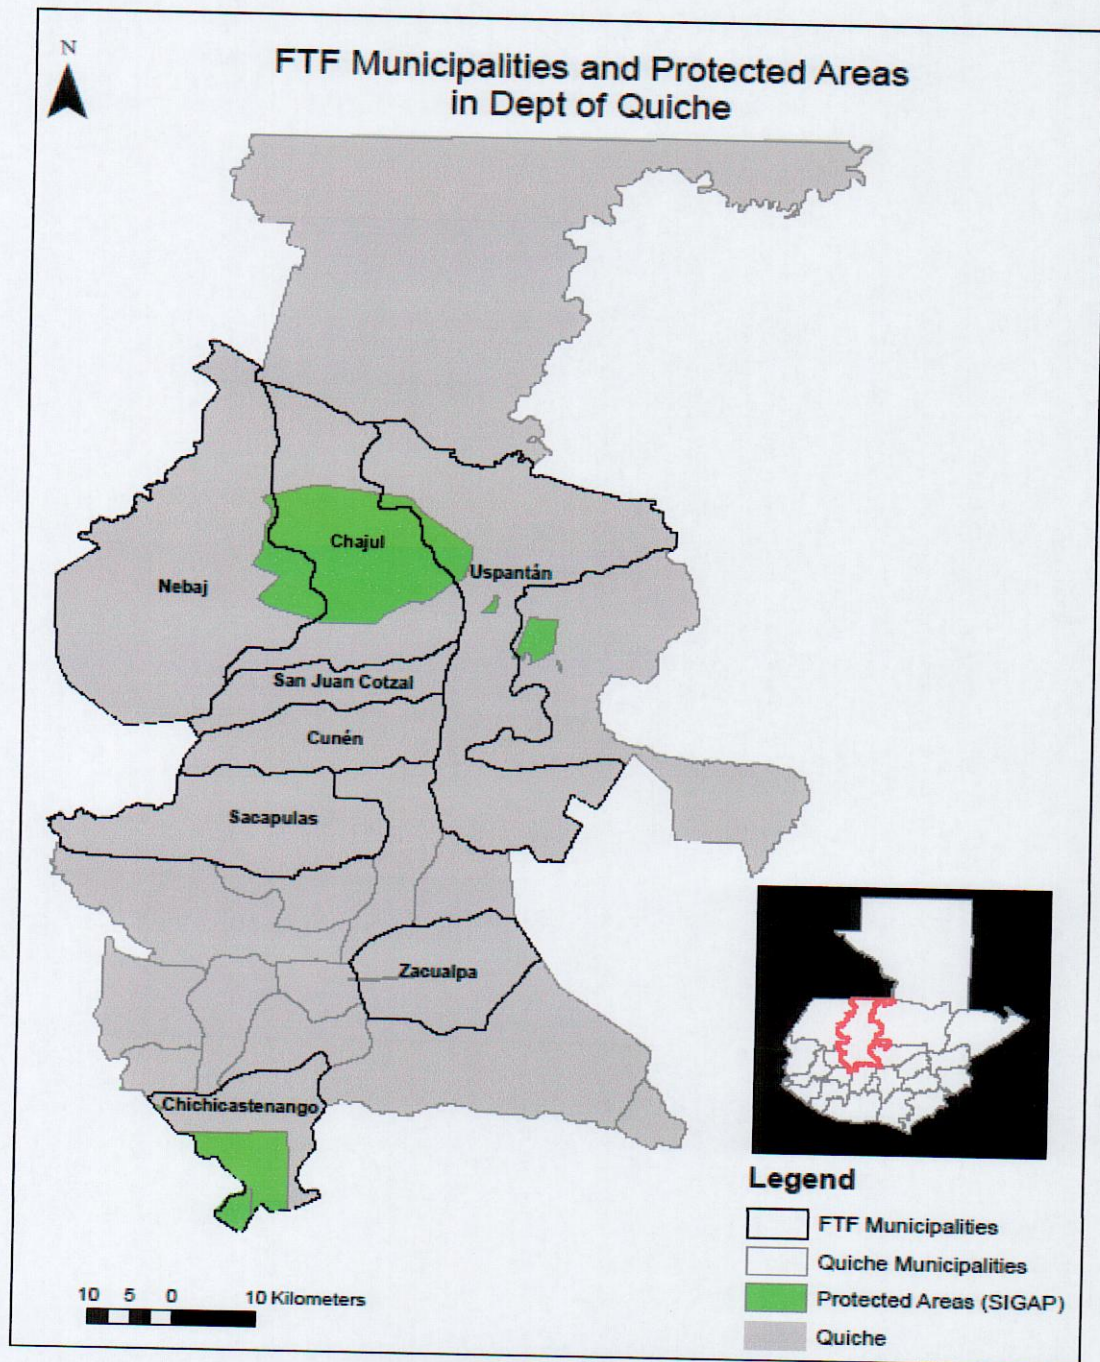 N
FTF Municipalities and Protected Areas
in Dept of Quiche
Chajul
Nebaj
Uspantán
San Juan Cotzal
Cunén
Sacapulas
Zacualpa
Chichicastenango
Legend
FTF Municipalities
Quiche Municipalities
Protected Areas (SIGAP)
Quiche
10 5 0 10 Kilometers